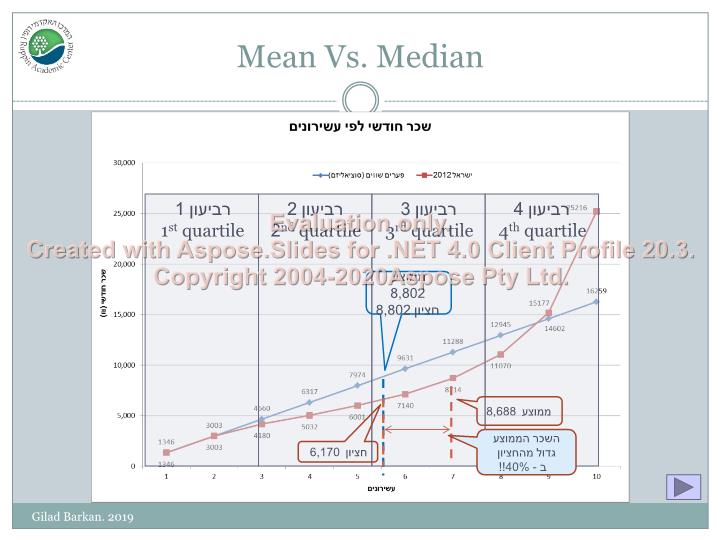 המרכז האקדמי רופין
Ruppin Academic Center
Mean Vs. Median
שכר חודשי לפי עשירונים
30,000
25,000
20,000
15,000
10,000
5,000
0
שכר חודשי (₪)
פערים שווים (סוציאליזם)
ישראל 2012
רביעון 1
1st quartile
רביעון 2
2nd quartile
רביעון 3
3rd quartile
רביעון 4
4th quartile
Evaluation only.
Created with Aspose.Slides for .NET 4.0 Client Profile 20.3.
Copyright 2004-2020Aspose Pty Ltd.
ממוצע
8,802
חציון 8,802
1346
3003
4660
6317
7974
9631
11288
12945
14602
16259
1346
3003
4180
5032
6001
7140
8714
11070
15177
25216
חציון 6,170
ממוצע 8,688
השכר הממוצע
גדול מהחציון
ב - 40%!!
1 2 3 4 5 6 7 8 9 10
עשירונים
Gilad Barkan. 2019